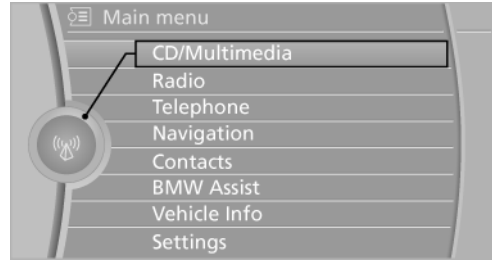 Main menu
CD/Multimedia
Radio
Telephone
Navigation
Contacts
BMW Assist
Vehicle Info
Settings